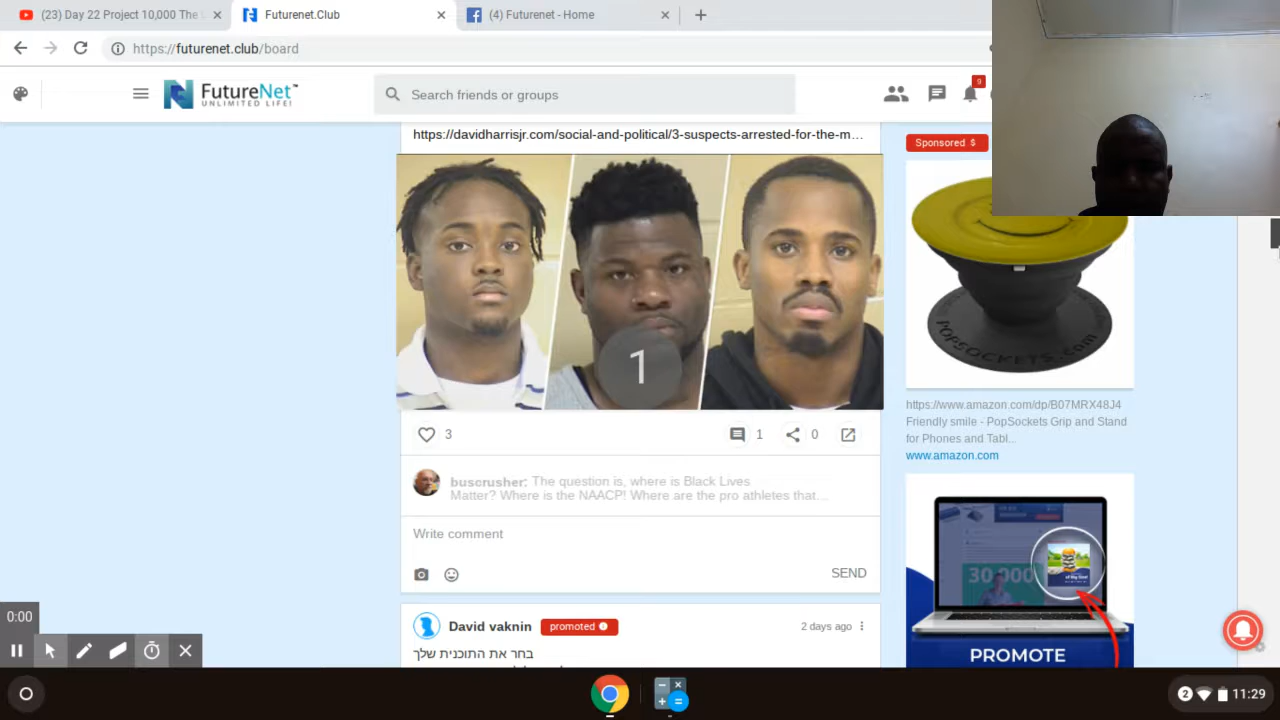 (23) Day 22 Project 10,000 The
Futurenet.Club
(4) Futurenet - Home
https://futurenet.club/board
FutureNet™
UNLIMITED LIFE!
Search friends or groups
9
https://davidharrisjr.com/social-and-political/3-suspects-arrested-for-the-m…
Sponsored $
1
POPSOCKETS.com
https://www.amazon.com/dp/B07MRX48J4
Friendly smile - PopSockets Grip and Stand
for Phones and Tabl...
www.amazon.com
3
1
0
buscrusher: The question is, where is Black Lives
Matter? Where is the NAACP! Where are the pro athletes that…
Write comment
SEND
30 000
David vaknin
promoted
2 days ago
בחר את התוכנית שלך
PROMOTE
0:00
2
11:29